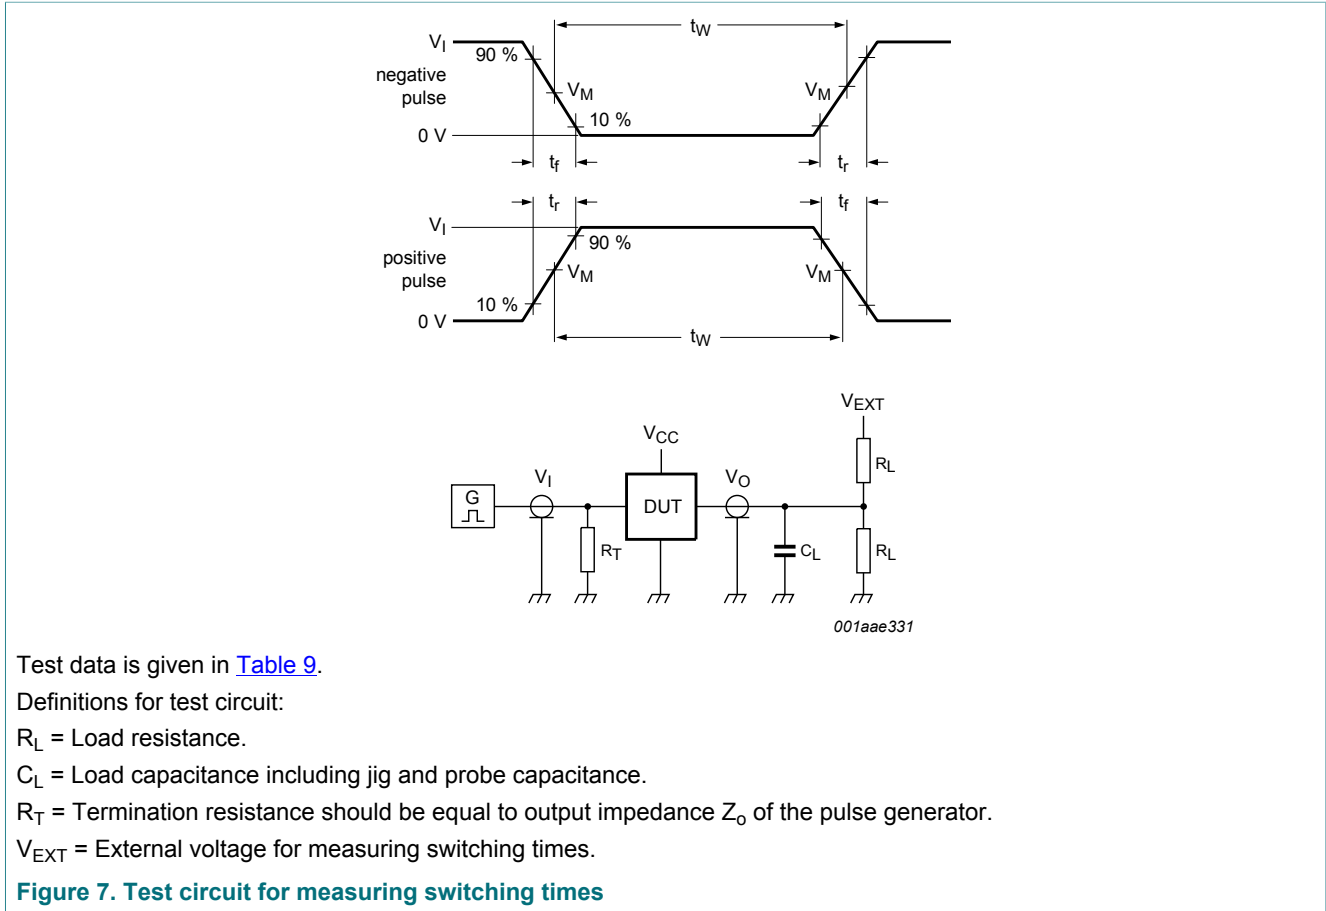 tW
VI
90 %
negative
pulse
VM
VM
10 %
0 V
tf
tr
tr
tf
VI
90 %
positive
pulse
VM
VM
10 %
0 V
tW
VEXT
VCC
RL
VI
VO
G
DUT
RT
CL
RL
001aae331
Test data is given in Table 9.
Definitions for test circuit:
RL = Load resistance.
CL = Load capacitance including jig and probe capacitance.
RT = Termination resistance should be equal to output impedance Zo of the pulse generator.
VEXT = External voltage for measuring switching times.
Figure 7. Test circuit for measuring switching times